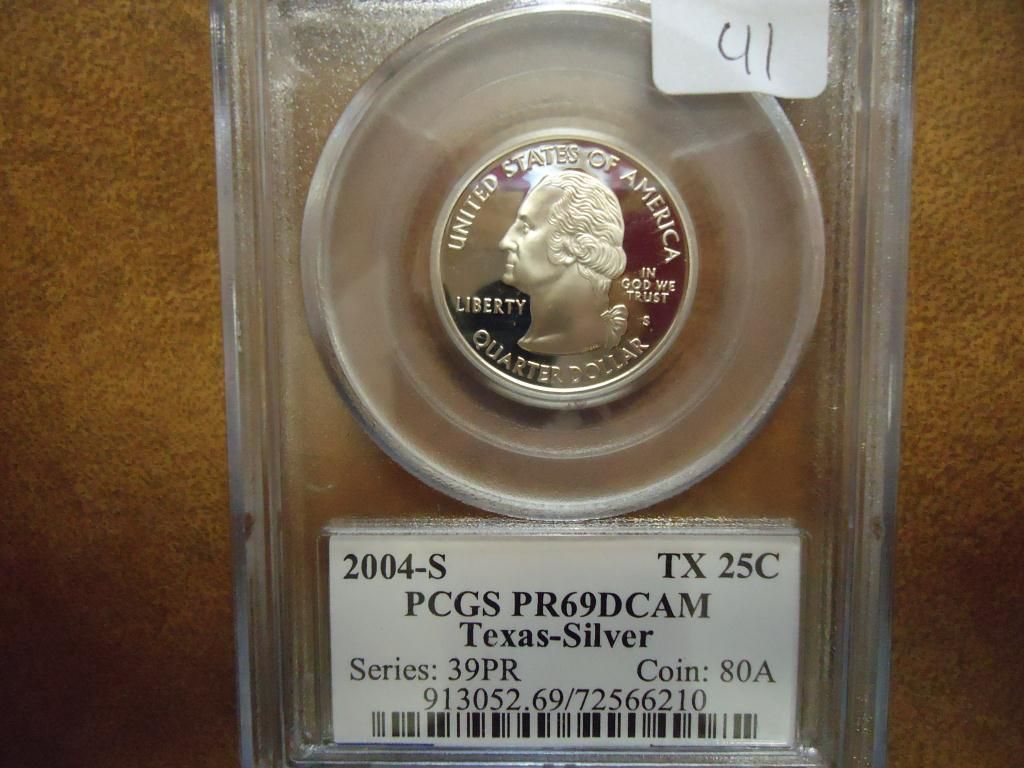 41
UNITED STATES OF AMERICA
IN
GOD WE
TRUST
LIBERTY
S
QUARTER DOLLAR
2004-S TX 25C
PCGS PR69DCAM
Texas-Silver
Series: 39PR Coin: 80A
913052.69/72566210